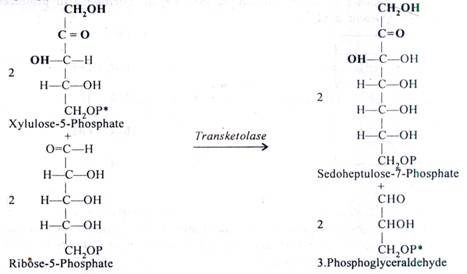 CH₂OH
C = O
OH—C—H
2
H—C—OH
CH₂OP*
Xylulose-5-Phosphate
+
O=C—H
H—C—OH
2 H—C—OH
H—C—OH
CH₂OP
Ribose-5-Phosphate
Transketolase
CH₂OH
C=O
OH—C—OH
H—C—OH
2
H—C—OH
H—C—OH
CH₂OP
Sedoheptulose-7-Phosphate
+
CHO
2 CHOH
CH₂OP*
3.Phosphoglyceraldehyde